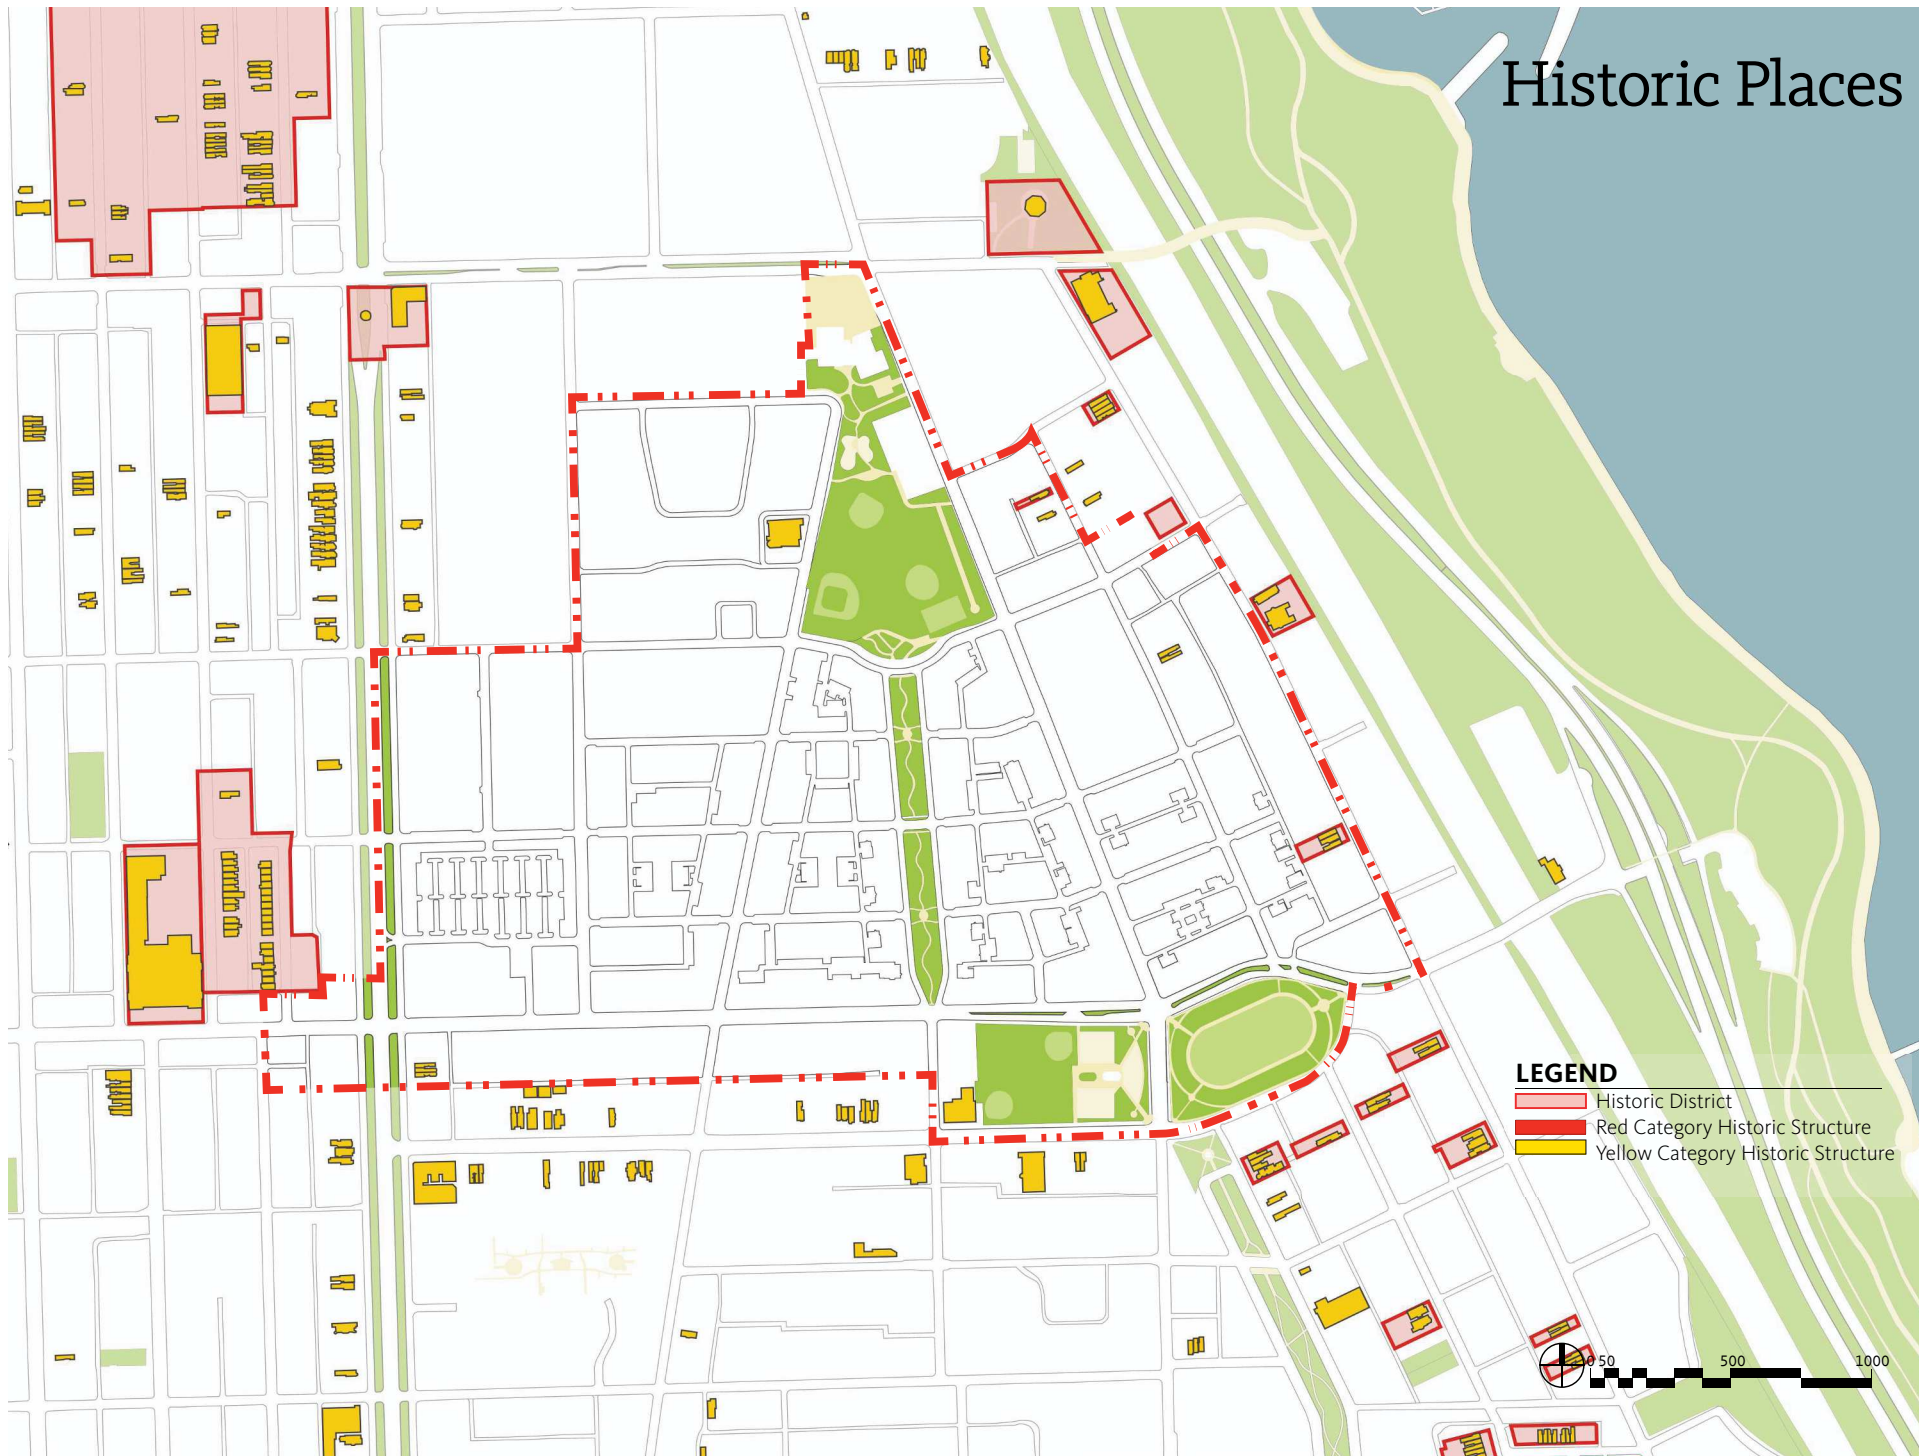 Historic Places
LEGEND
Historic District
Red Category Historic Structure
Yellow Category Historic Structure
0 50 500 1000